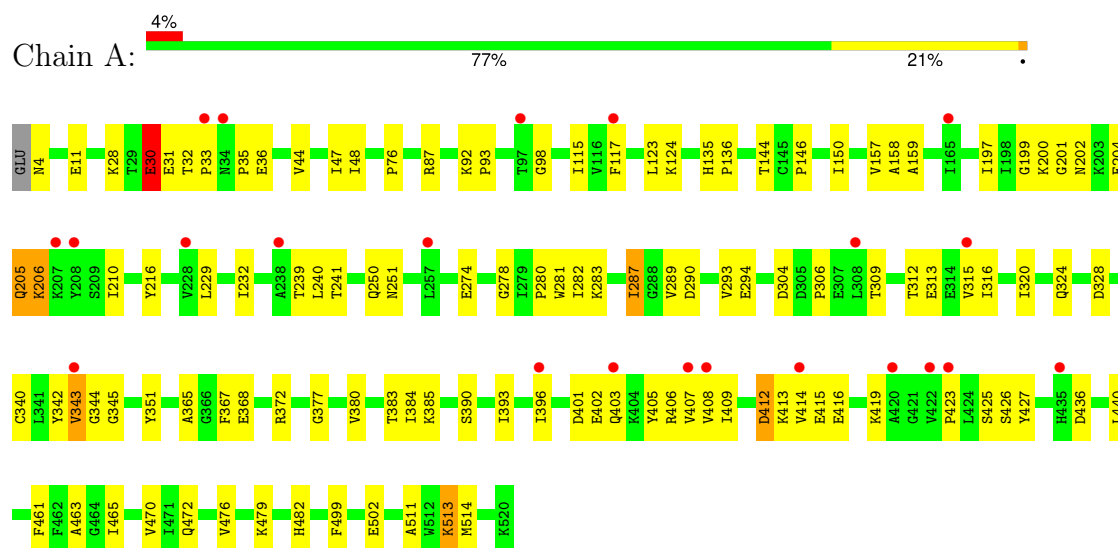 4%
Chain A:
77% 21% •
GLU N4 E11 K28 T29 E30 E31 T32 P33 N34 P35 E36 V44 I47 I48 P76 R87 K92 P93 T97 G98 I115 V116 F117 L123 K124 H135 P136 T144 C145 P146 I150 V157 A158 A159 I165 I197 I198 G199 K200 G201 N202 K203
Q205 K206 K207 Y208 S209 I210 Y216 V228 L229 I232 A238 T239 L240 T241 Q250 N251 L257 E274 G278 I279 P280 W281 I282 K283 I287 G288 V289 D290 V293 E294 D304 D305 P306 E307 L308 T309 T312 E313 E314 V315 I316 I320 Q324 D328
C340 L341 Y342 V343 G344 G345 Y351 A365 G366 F367 E368 R372 G377 V380 T383 I384 K385 S390 I393 I396 D401 E402 Q403 K404 Y405 R406 V407 V408 I409 D412 K413 V414 E415 E416 K419 A420 G421 V422 P423 L424 S425 S426 Y427 H435 D436
F461 F462 A463 G464 I465 V470 I471 Q472 V476 K479 H482 F499 E502 A511 W512 K513 M514 K520